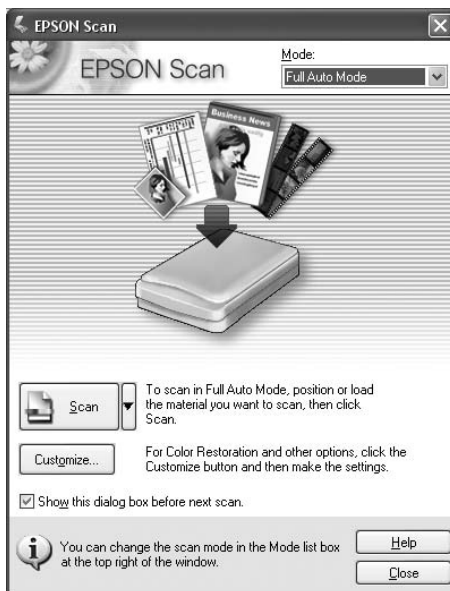 EPSON Scan
EPSON Scan
Mode:
Full Auto Mode
Business News
Scan
To scan in Full Auto Mode, position or load
the material you want to scan, then click
Scan.
Customize...
For Color Restoration and other options, click the
Customize button and then make the settings.
Show this dialog box before next scan.
You can change the scan mode in the Mode list box
at the top right of the window.
Help
Close